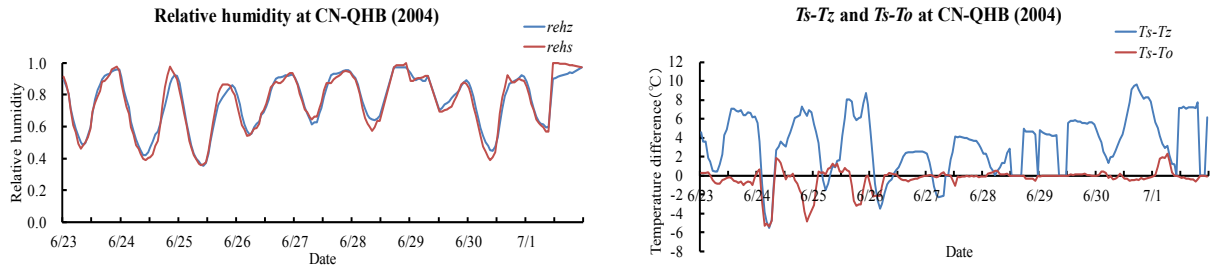 Relative humidity at CN-QHB (2004)
rehz
rehs
1.0
0.8
0.6
0.4
0.2
0.0
Relative humidity
6/23 6/24 6/25 6/26 6/27 6/28 6/29 6/30 7/1
Date
Ts-Tz and Ts-To at CN-QHB (2004)
Ts-Tz
Ts-To
12
10
8
6
4
2
0
-2
-4
-6
-8
Temperature difference(℃)
6/23 6/24 6/25 6/26 6/27 6/28 6/29 6/30 7/1
Date